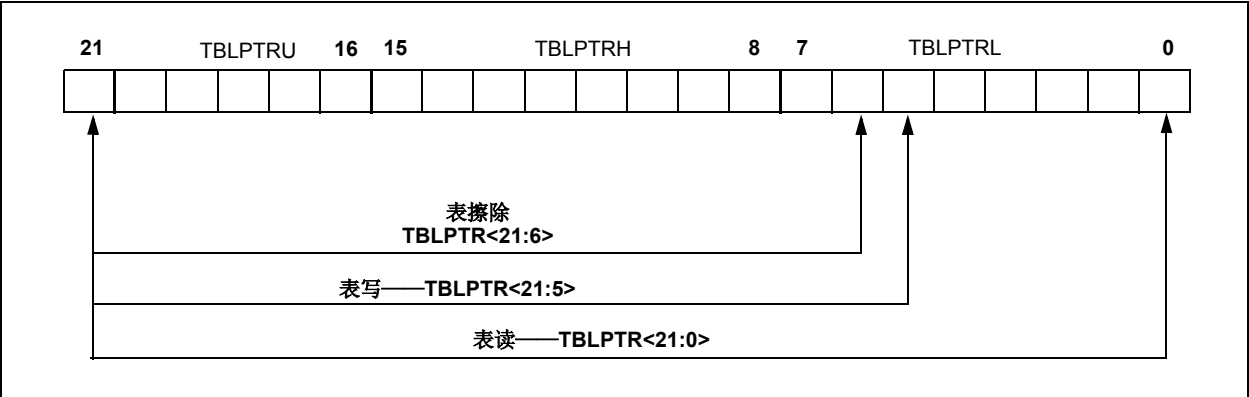 21 TBLPTRU 16 15 TBLPTRH 8 7 TBLPTRL 0
表擦除
TBLPTR<21:6>
表写——TBLPTR<21:5>
表读——TBLPTR<21:0>